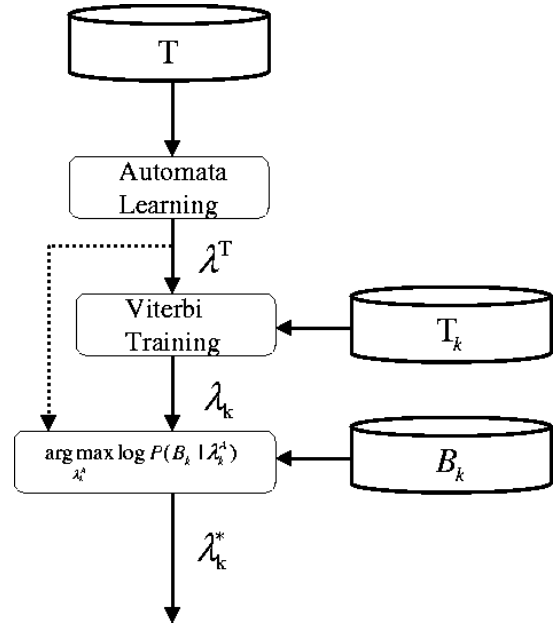 T
Automata
Learning
λ^T
Viterbi
Training
T_k
λ_k
arg max log P(B_k | λ_k^λ)
λ_k^λ
B_k
λ_k^*